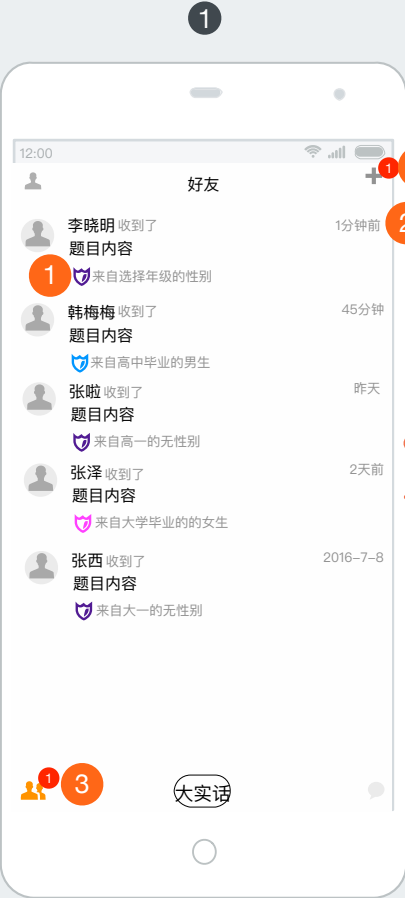 1
12:00
好友
1
李晓明 收到了 1分钟前 2
题目内容
1 来自选择年级的性别
韩梅梅 收到了 45分钟
题目内容
来自高中毕业的男生
张啦 收到了 昨天
题目内容
来自高一的无性别
张泽 收到了 2天前
题目内容
来自大学毕业的的女生
张西 收到了 2016-7-8
题目内容
来自大一的无性别
1 3 大实话